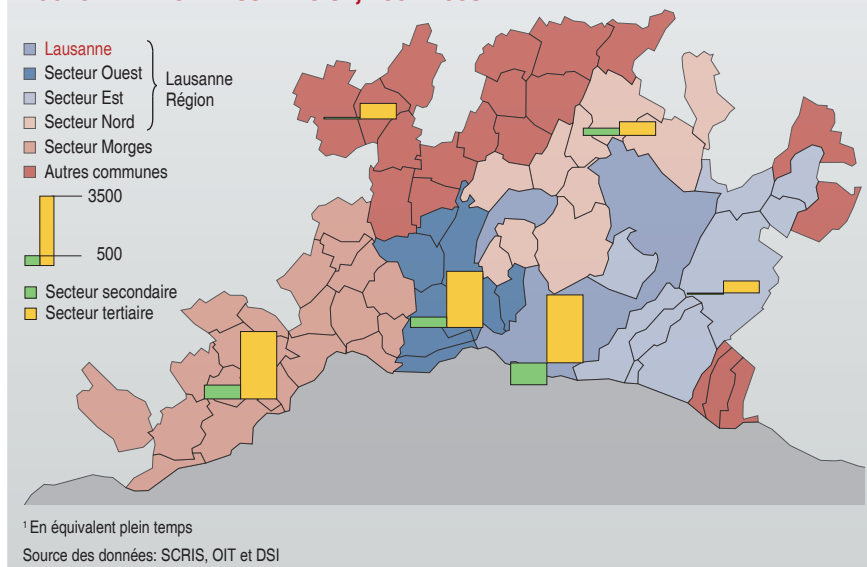 Lausanne
Secteur Ouest
Secteur Est
Secteur Nord
Lausanne
Région
Secteur Morges
Autres communes
3500
500
Secteur secondaire
Secteur tertiaire
¹ En équivalent plein temps
Source des données: SCRIS, OIT et DSI